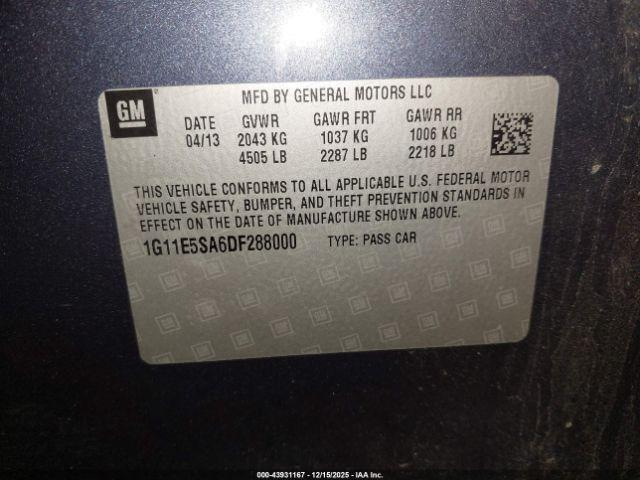 GM
MFD BY GENERAL MOTORS LLC
DATE GVWR GAWR FRT GAWR RR
04/13 2043 KG 1037 KG 1006 KG
4505 LB 2287 LB 2218 LB
THIS VEHICLE CONFORMS TO ALL APPLICABLE U.S. FEDERAL MOTOR
VEHICLE SAFETY, BUMPER, AND THEFT PREVENTION STANDARDS IN
EFFECT ON THE DATE OF MANUFACTURE SHOWN ABOVE.
1G11E5SA6DF288000 TYPE: PASS CAR
000-43931167 - 12/15/2025 - IAA Inc.